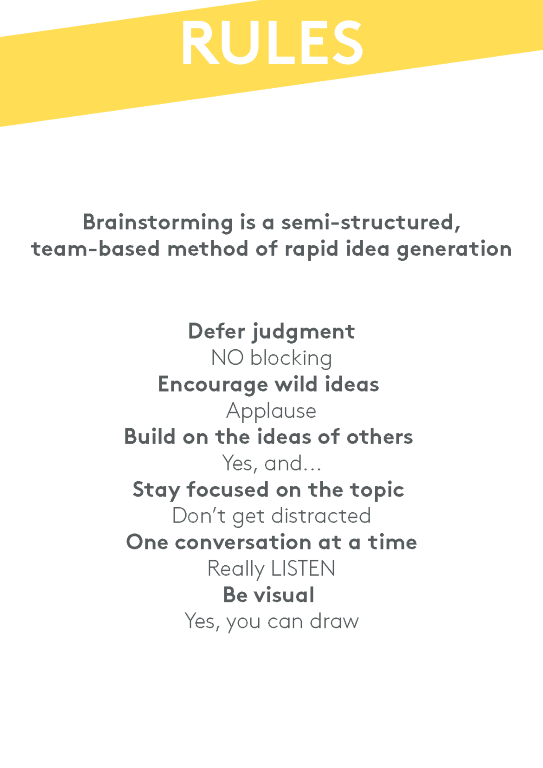 RULES
Brainstorming is a semi-structured,
team-based method of rapid idea generation
Defer judgment
NO blocking
Encourage wild ideas
Applause
Build on the ideas of others
Yes, and...
Stay focused on the topic
Don't get distracted
One conversation at a time
Really LISTEN
Be visual
Yes, you can draw